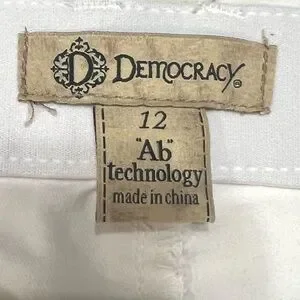 D DEMOCRACY®
12
"Ab"
technology
made in china